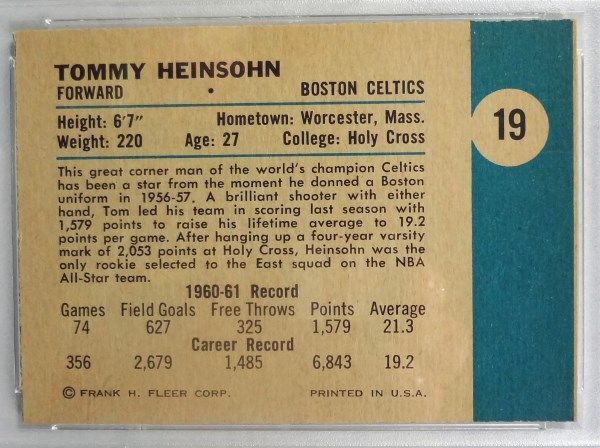 TOMMY HEINSOHN
FORWARD • BOSTON CELTICS
19
Height: 6'7" Hometown: Worcester, Mass.
Weight: 220 Age: 27 College: Holy Cross
This great corner man of the world's champion Celtics
has been a star from the moment he donned a Boston
uniform in 1956-57. A brilliant shooter with either
hand, Tom led his team in scoring last season with
1,579 points to raise his lifetime average to 19.2
points per game. After hanging up a four-year varsity
mark of 2,053 points at Holy Cross, Heinsohn was the
only rookie selected to the East squad on the NBA
All-Star team.
1960-61 Record
Games Field Goals Free Throws Points Average
74 627 325 1,579 21.3
Career Record
356 2,679 1,485 6,843 19.2
© FRANK H. FLEER CORP. PRINTED IN U.S.A.